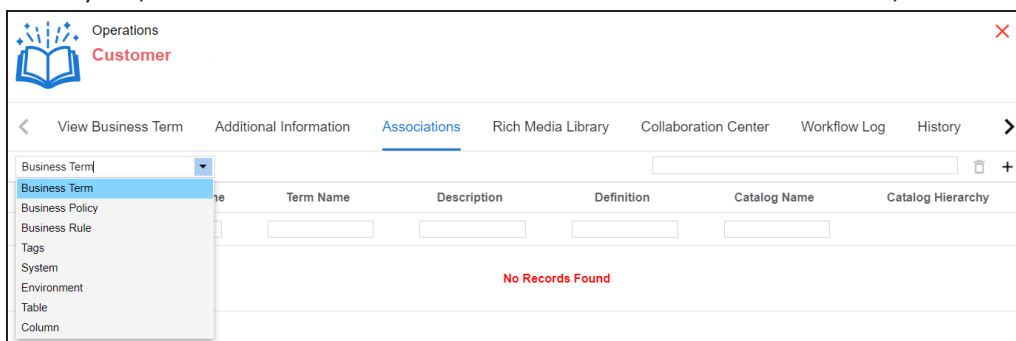 Operations
Customer
View Business Term Additional Information Associations Rich Media Library Collaboration Center Workflow Log History
Business Term
Business Term
Business Policy
Business Rule
Tags
System
Environment
Table
Column
Term Name Description Definition Catalog Name Catalog Hierarchy
No Records Found